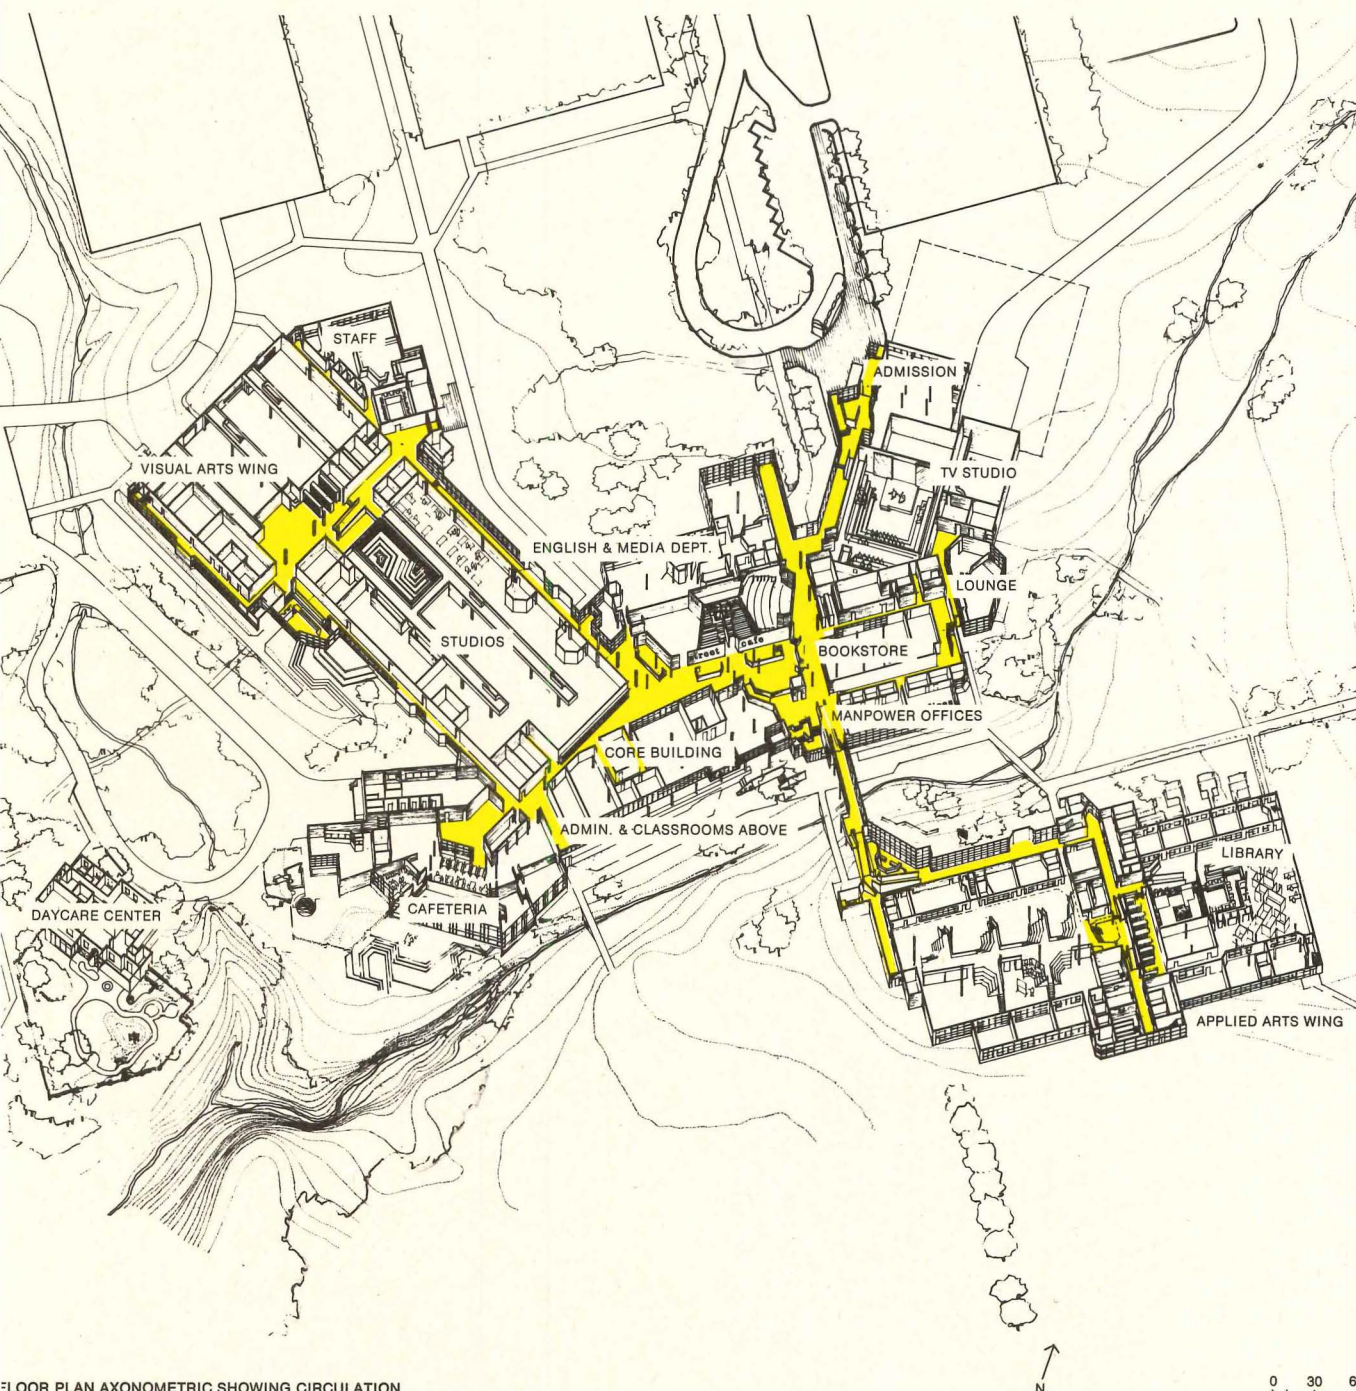 STAFF
ADMISSION
VISUAL ARTS WING
TV STUDIO
ENGLISH & MEDIA DEPT.
LOUNGE
STUDIOS
street cafe
BOOKSTORE
MANPOWER OFFICES
CORE BUILDING
ADMIN. & CLASSROOMS ABOVE
LIBRARY
CAFETERIA
DAYCARE CENTER
APPLIED ARTS WING
FLOOR PLAN AXONOMETRIC SHOWING CIRCULATION
N
0 30 6